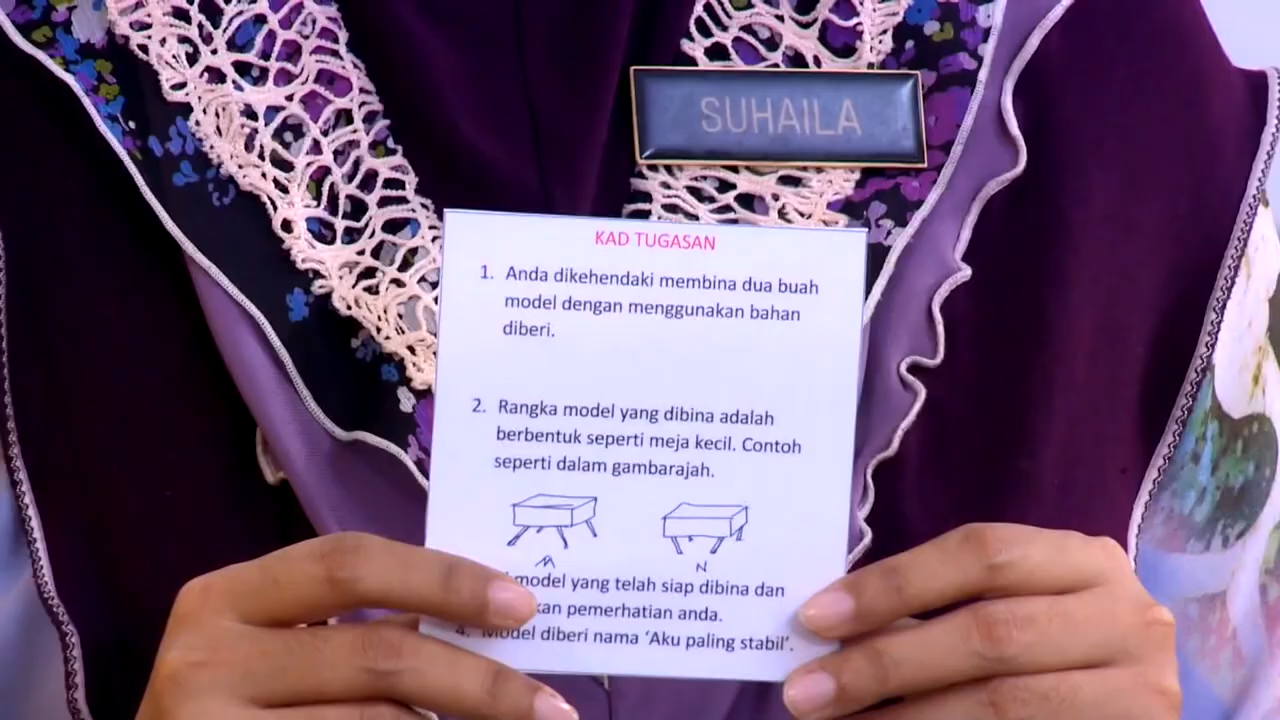 SUHAILA
KAD TUGASAN
1. Anda dikehendaki membina dua buah
model dengan menggunakan bahan
diberi.
2. Rangka model yang dibina adalah
berbentuk seperti meja kecil. Contoh
seperti dalam gambarajah.
M N
model yang telah siap dibina dan
pemerhatian anda.
4. Model diberi nama ‘Aku paling stabil’.